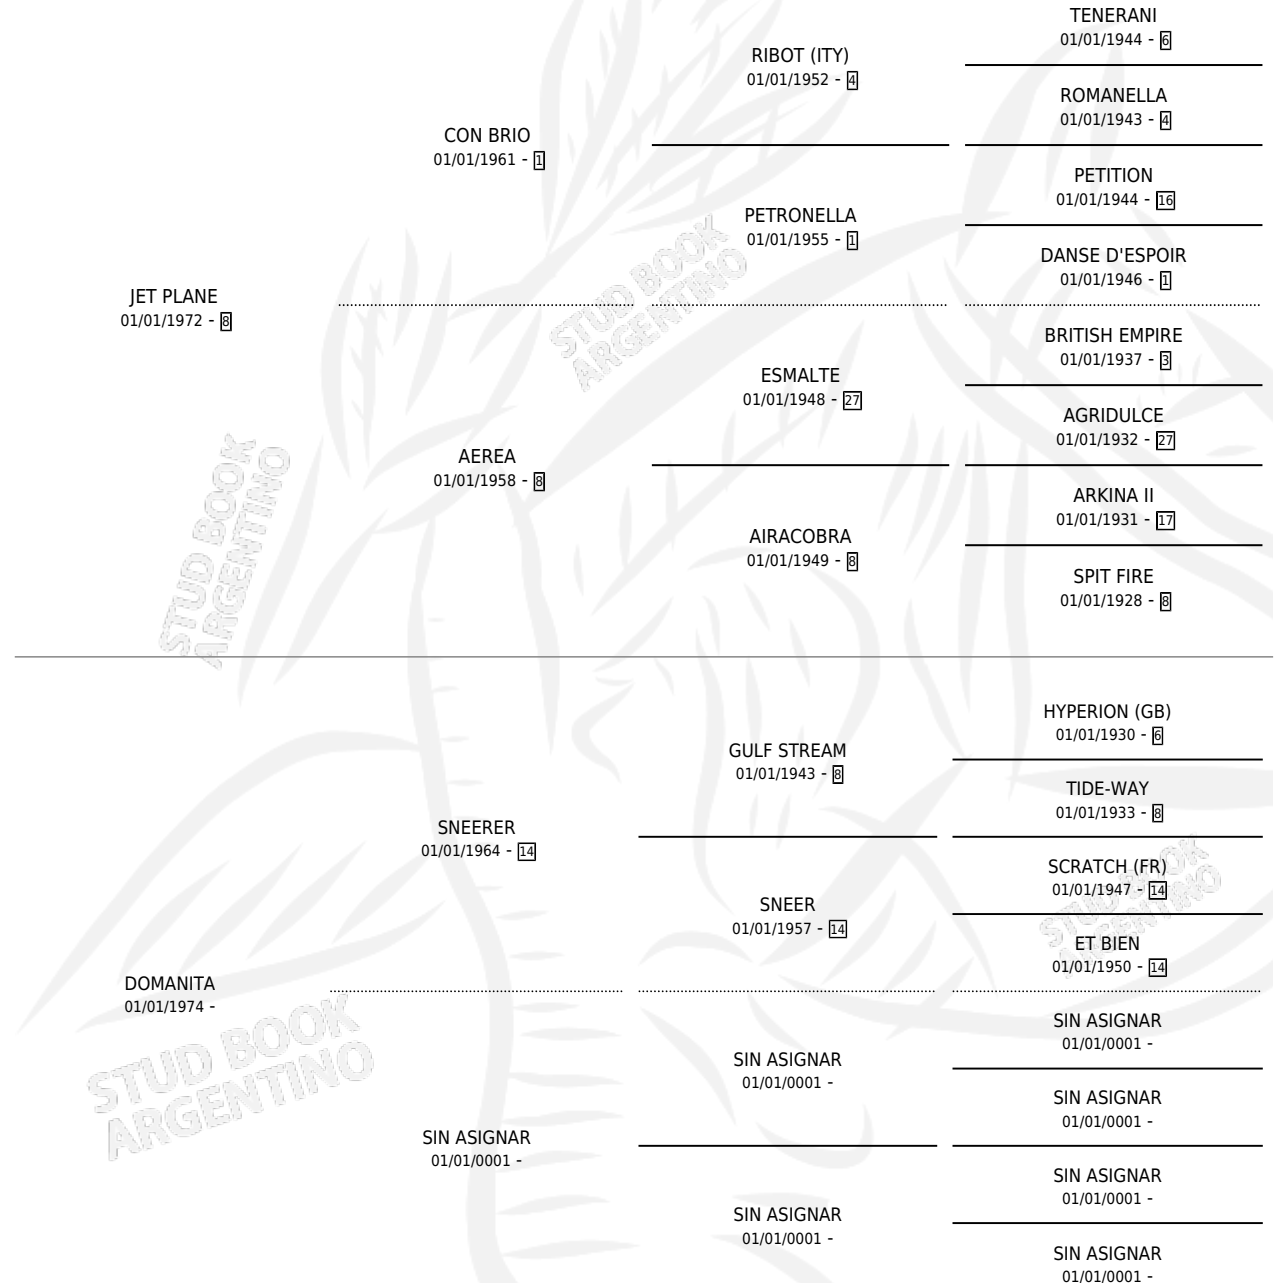 TENERANI
01/01/1944 - 6
RIBOT (ITY)
01/01/1952 - 4
ROMANELLA
01/01/1943 - 4
CON BRIO
01/01/1961 - 1
PETITION
01/01/1944 - 16
PETRONELLA
01/01/1955 - 1
DANSE D'ESPOIR
01/01/1946 - 1
JET PLANE
01/01/1972 - 8
STUD BOOK
ARGENTINO
BRITISH EMPIRE
01/01/1937 - 3
ESMALTE
01/01/1948 - 27
AGRIDULCE
01/01/1932 - 27
AEREA
01/01/1958 - 8
ARKINA II
01/01/1931 - 17
AIRACOBRA
01/01/1949 - 8
SPIT FIRE
01/01/1928 - 8
STUD BOOK
ARGENTINO
HYPERION (GB)
01/01/1930 - 6
GULF STREAM
01/01/1943 - 8
TIDE-WAY
01/01/1933 - 8
SNEERER
01/01/1964 - 14
SCRATCH (FR)
01/01/1947 - 14
SNEER
01/01/1957 - 14
STUD BOOK
ARGENTINO
ET BIEN
01/01/1950 - 14
DOMANITA
01/01/1974 -
STUD BOOK
ARGENTINO
SIN ASIGNAR
01/01/0001 -
SIN ASIGNAR
01/01/0001 -
SIN ASIGNAR
01/01/0001 -
SIN ASIGNAR
01/01/0001 -
SIN ASIGNAR
01/01/0001 -
SIN ASIGNAR
01/01/0001 -
SIN ASIGNAR
01/01/0001 -